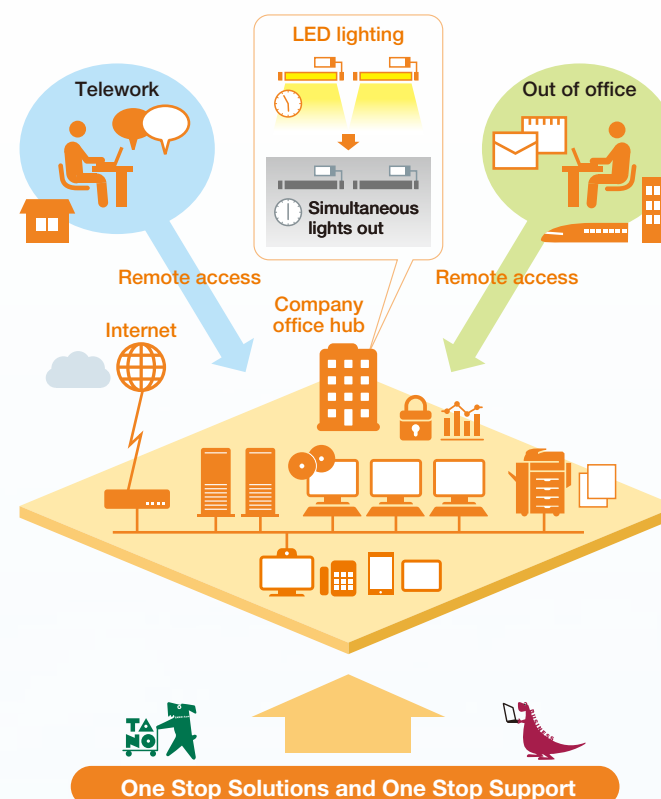 LED lighting
Telework
Out of office
Simultaneous
lights out
Remote access
Remote access
Company
office hub
Internet
TA
NO
BUSINESS
One Stop Solutions and One Stop Support